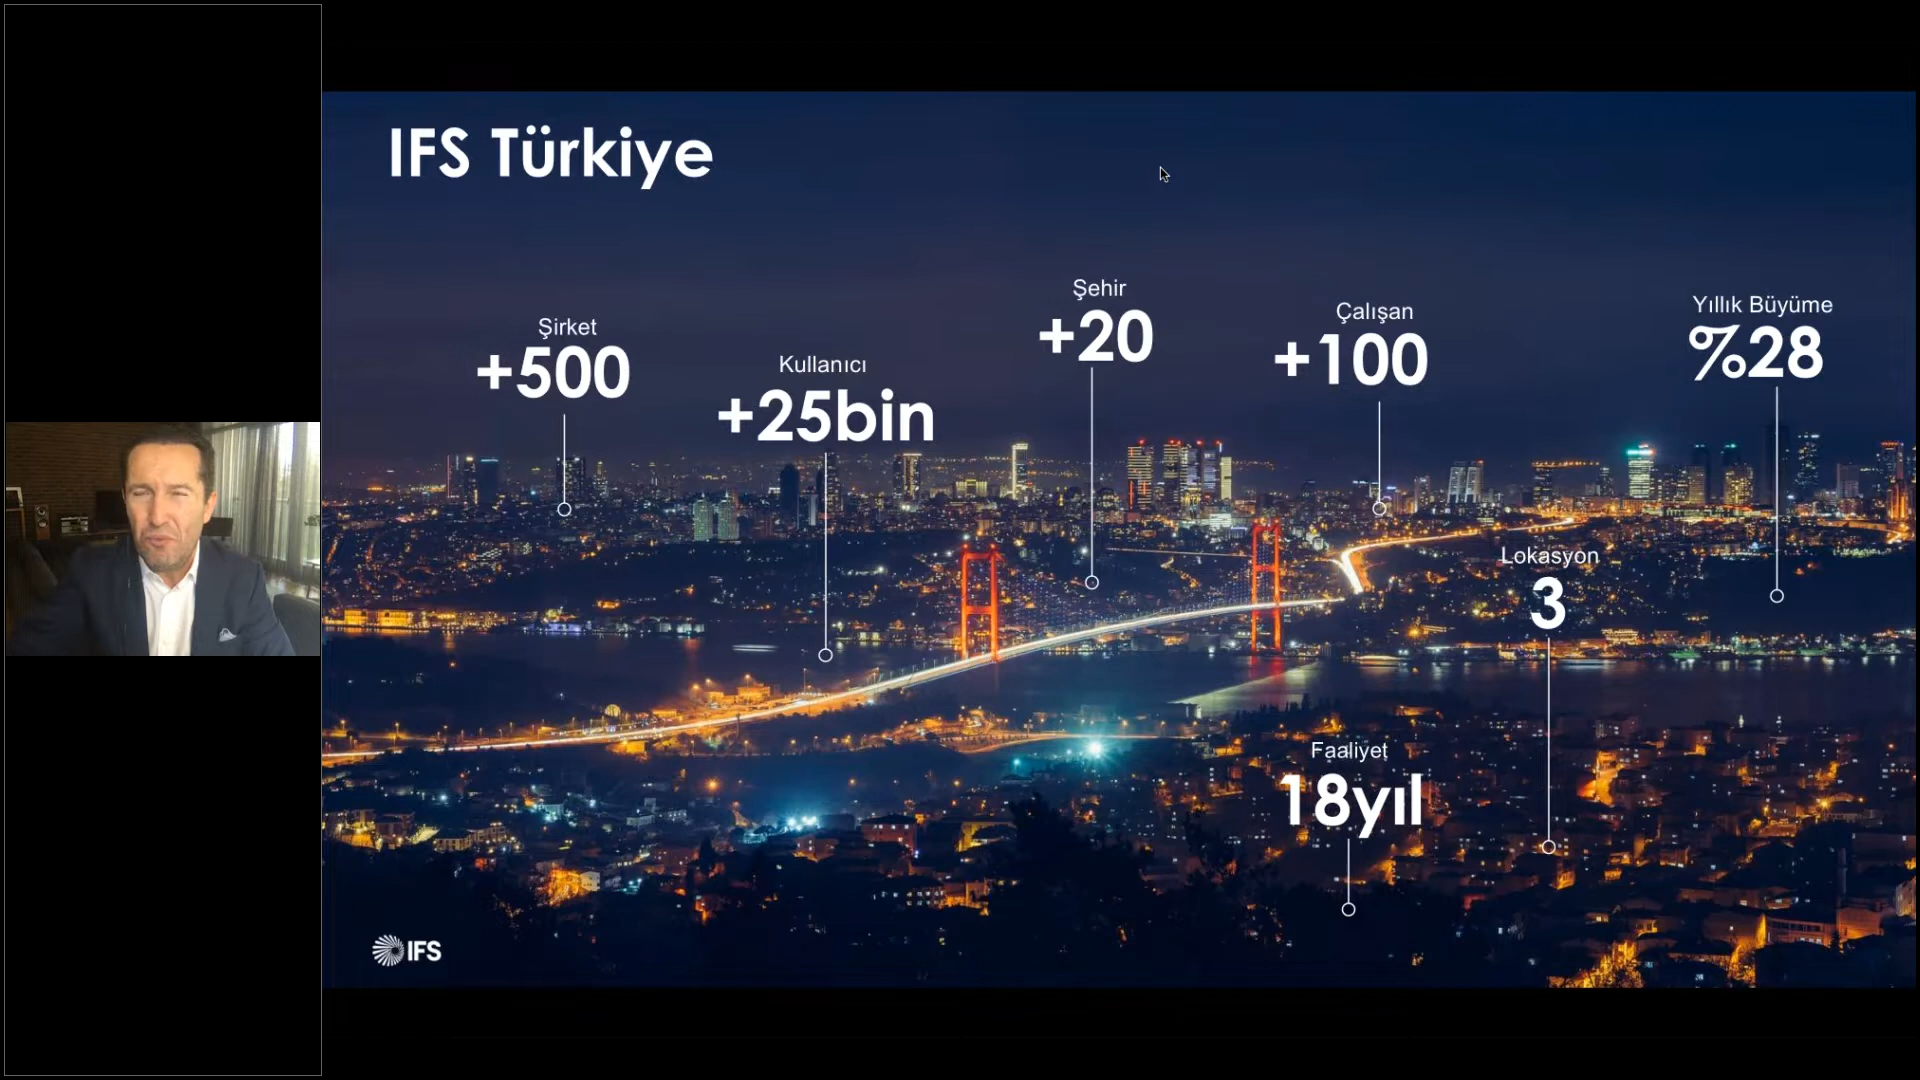 IFS Türkiye
Şirket
+500
Kullanıcı
+25bin
Şehir
+20
Çalışan
+100
Yıllık Büyüme
%28
Lokasyon
3
Faaliyet
18yıl
IFS